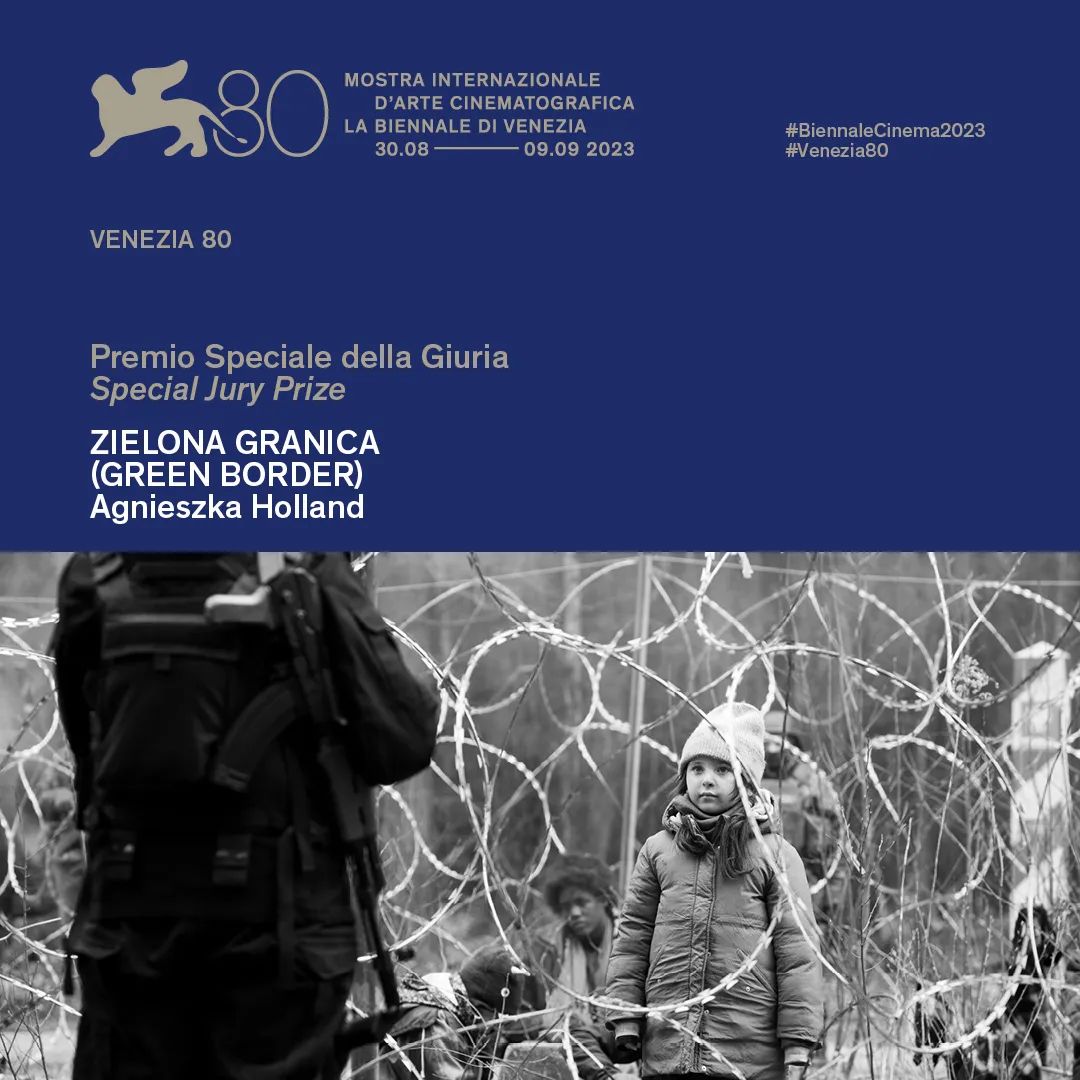 80
MOSTRA INTERNAZIONALE
D'ARTE CINEMATOGRAFICA
LA BIENNALE DI VENEZIA
30.08 — 09.09 2023
#BiennaleCinema2023
#Venezia80
VENEZIA 80
Premio Speciale della Giuria
Special Jury Prize
ZIELONA GRANICA
(GREEN BORDER)
Agnieszka Holland